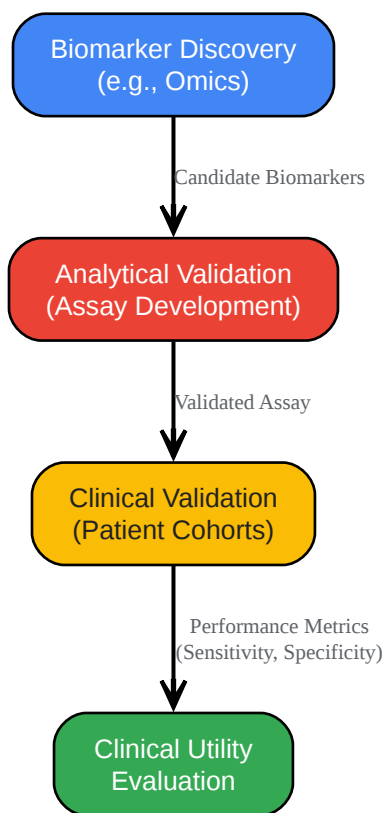 Biomarker Discovery
(e.g., Omics)
Candidate Biomarkers
Analytical Validation
(Assay Development)
Validated Assay
Clinical Validation
(Patient Cohorts)
Performance Metrics
(Sensitivity, Specificity)
Clinical Utility
Evaluation